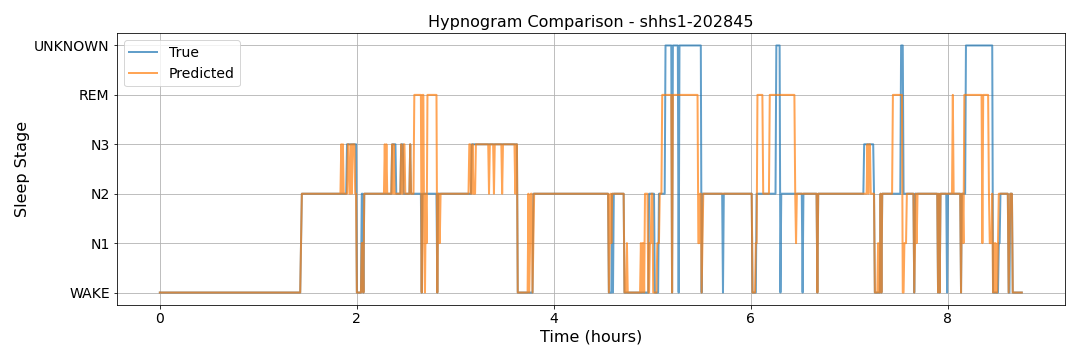 Hypnogram Comparison - shhs1-202845
True
Predicted
Sleep Stage
UNKNOWN
REM
N3
N2
N1
WAKE
0 2 4 6 8
Time (hours)